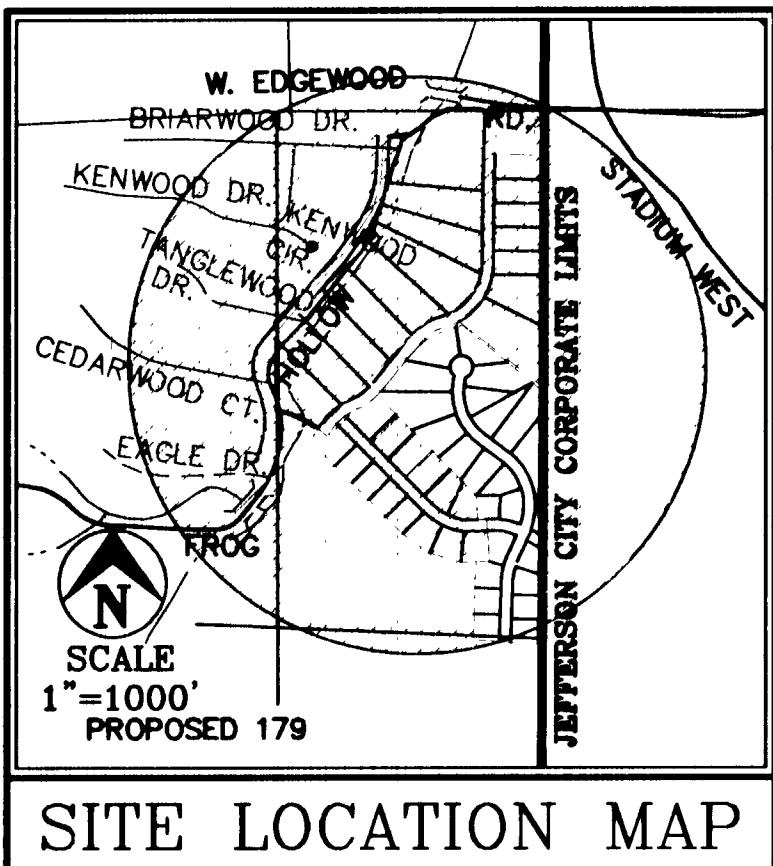 W. EDGEWOOD
RD.
BRIARWOOD DR.
KENWOOD DR.
KENWOOD
CIR.
TANGLEWOOD
DR.
HOLLOW
CEDARWOOD CT.
EAGLE DR.
FROG
STADIUM WEST
JEFFERSON CITY CORPORATE LIMITS
N
SCALE
1"=1000'
PROPOSED 179
SITE LOCATION MAP